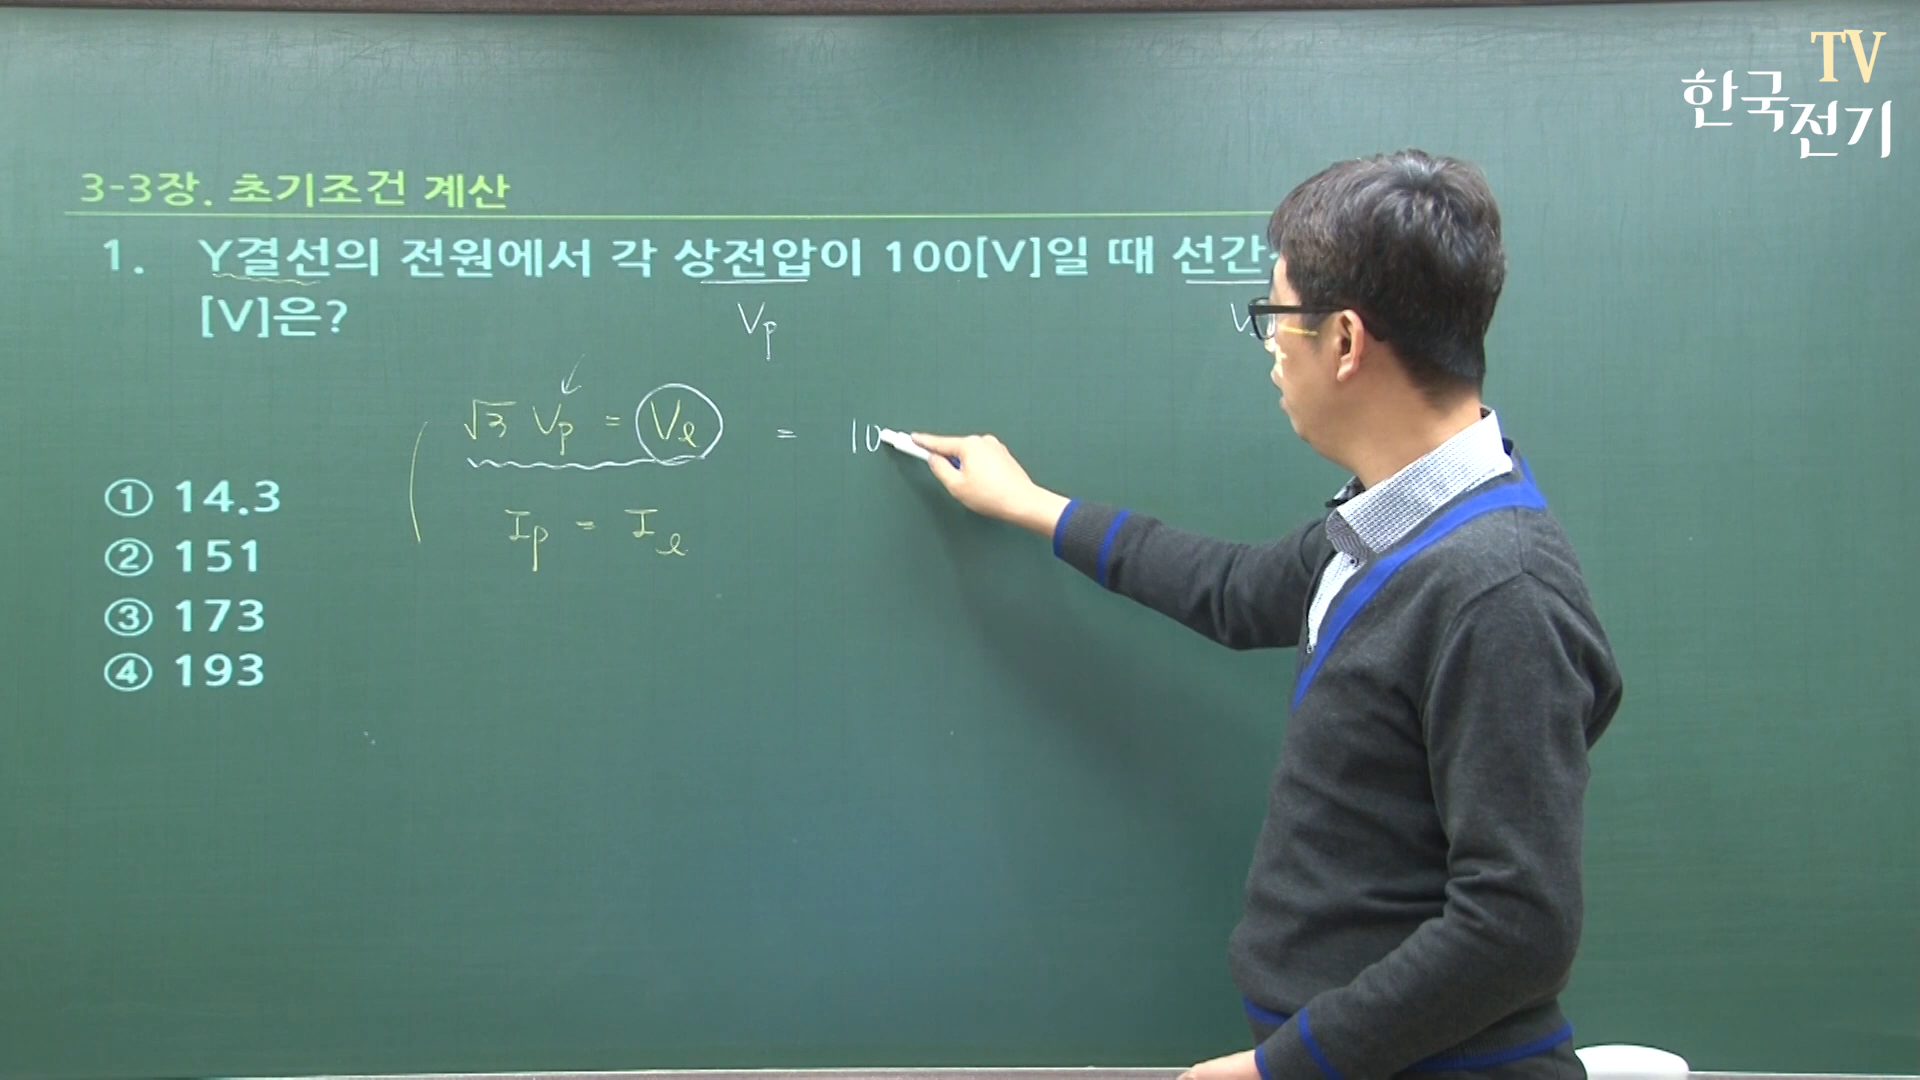 TV
한국전기
3-3장. 초기조건 계산
1. Y결선의 전원에서 각 상전압이 100[V]일 때 선간
[V]은?
Vp V
√3 Vp = Vℓ = 10
Ip = Iℓ
① 14.3
② 151
③ 173
④ 193